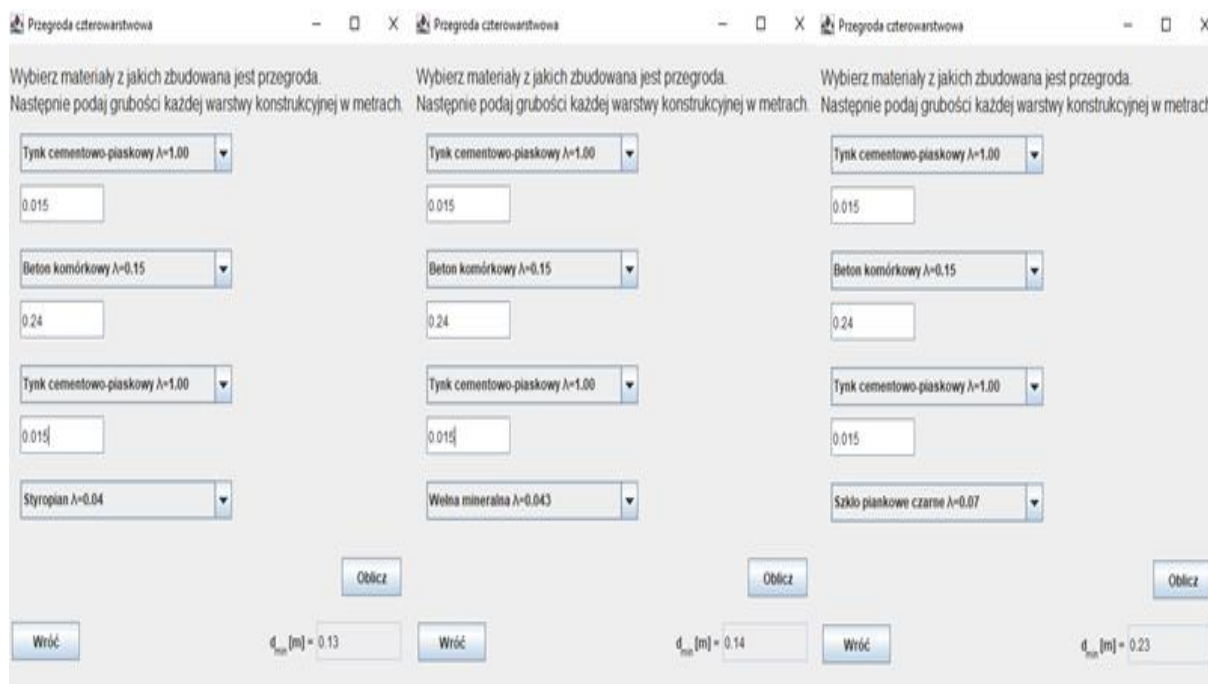 Przegroda czterowarstwowa
Wybierz materiały z jakich zbudowana jest przegroda.
Następnie podaj grubości każdej warstwy konstrukcyjnej w metrach.
Tynk cementowo-piaskowy λ=1.00
0.015
Beton komórkowy λ=0.15
0.24
Tynk cementowo-piaskowy λ=1.00
0.015
Styropian λ=0.04
Oblicz
Wróć
dmin [m] = 0.13
Przegroda czterowarstwowa
Wybierz materiały z jakich zbudowana jest przegroda.
Następnie podaj grubości każdej warstwy konstrukcyjnej w metrach.
Tynk cementowo-piaskowy λ=1.00
0.015
Beton komórkowy λ=0.15
0.24
Tynk cementowo-piaskowy λ=1.00
0.015
Wełna mineralna λ=0.043
Oblicz
Wróć
dmin [m] = 0.14
Przegroda czterowarstwowa
Wybierz materiały z jakich zbudowana jest przegroda.
Następnie podaj grubości każdej warstwy konstrukcyjnej w metrach
Tynk cementowo-piaskowy λ=1.00
0.015
Beton komórkowy λ=0.15
0.24
Tynk cementowo-piaskowy λ=1.00
0.015
Szkło piankowe czarne λ=0.07
Oblicz
Wróć
dmin [m] = 0.23